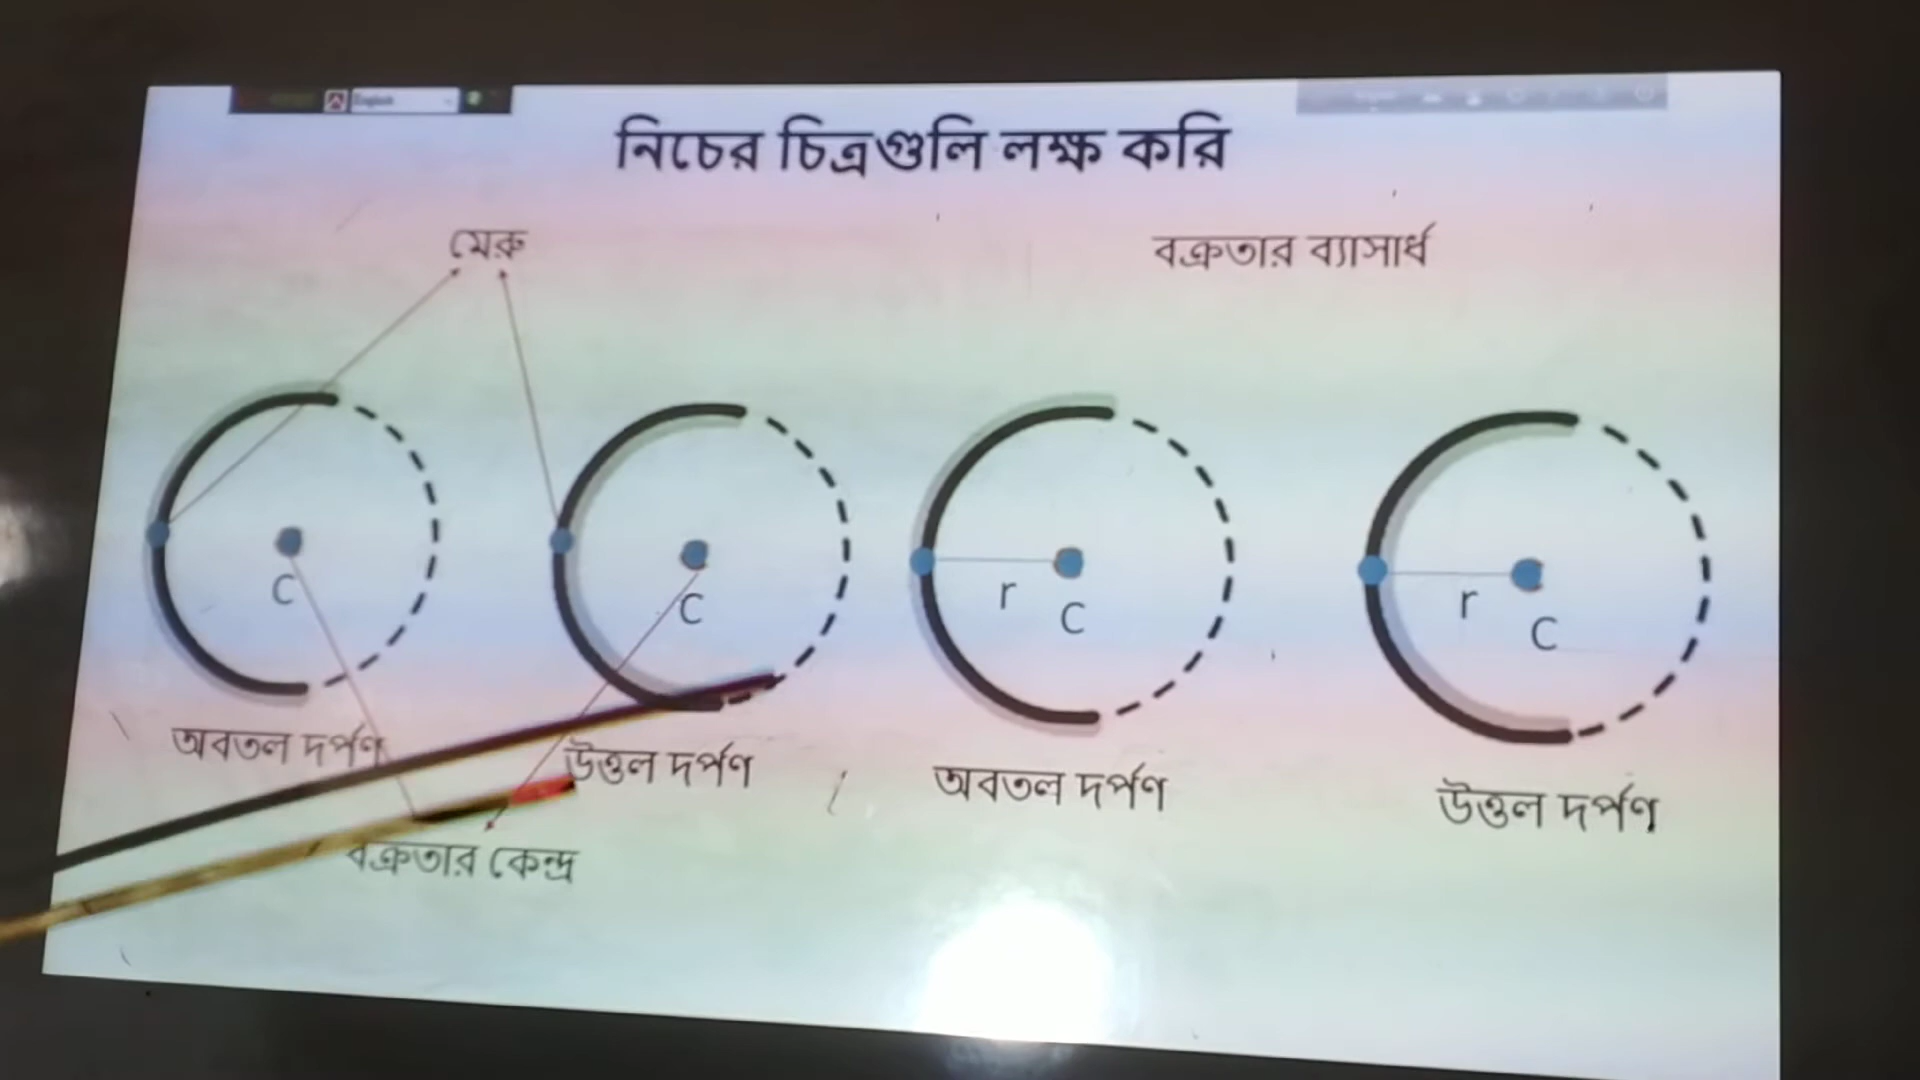 English
নিচের চিত্রগুলি লক্ষ করি
মেরু
বক্রতার ব্যাসার্ধ
C
C
r
C
r
C
অবতল দর্পণ
উত্তল দর্পণ
অবতল দর্পণ
উত্তল দর্পণ
বক্রতার কেন্দ্র